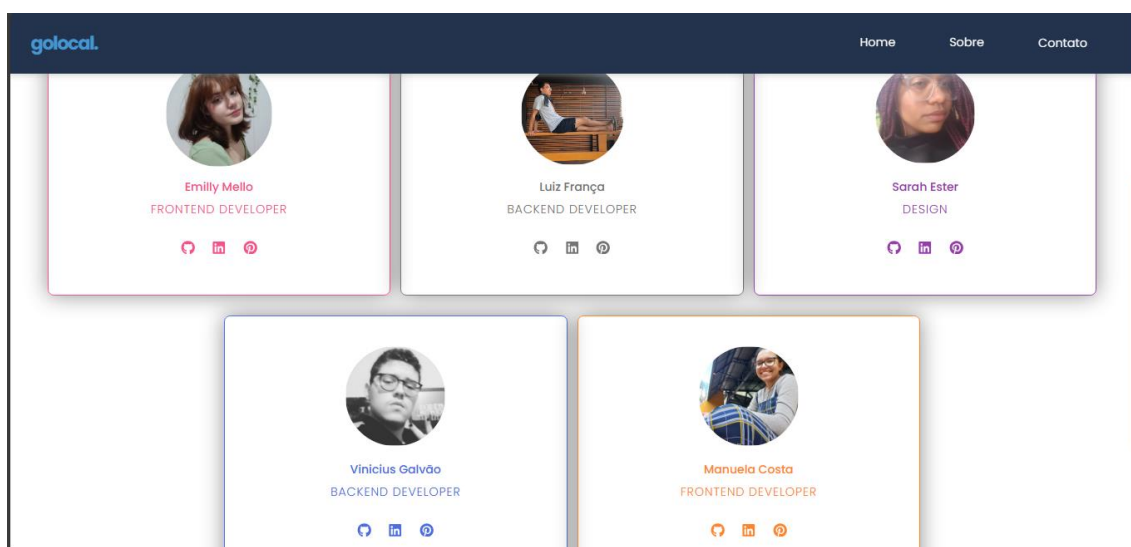 golocal.
Home Sobre Contato
Emilly Mello
FRONTEND DEVELOPER
Luiz França
BACKEND DEVELOPER
Sarah Ester
DESIGN
Vinicius Galvão
BACKEND DEVELOPER
Manuela Costa
FRONTEND DEVELOPER